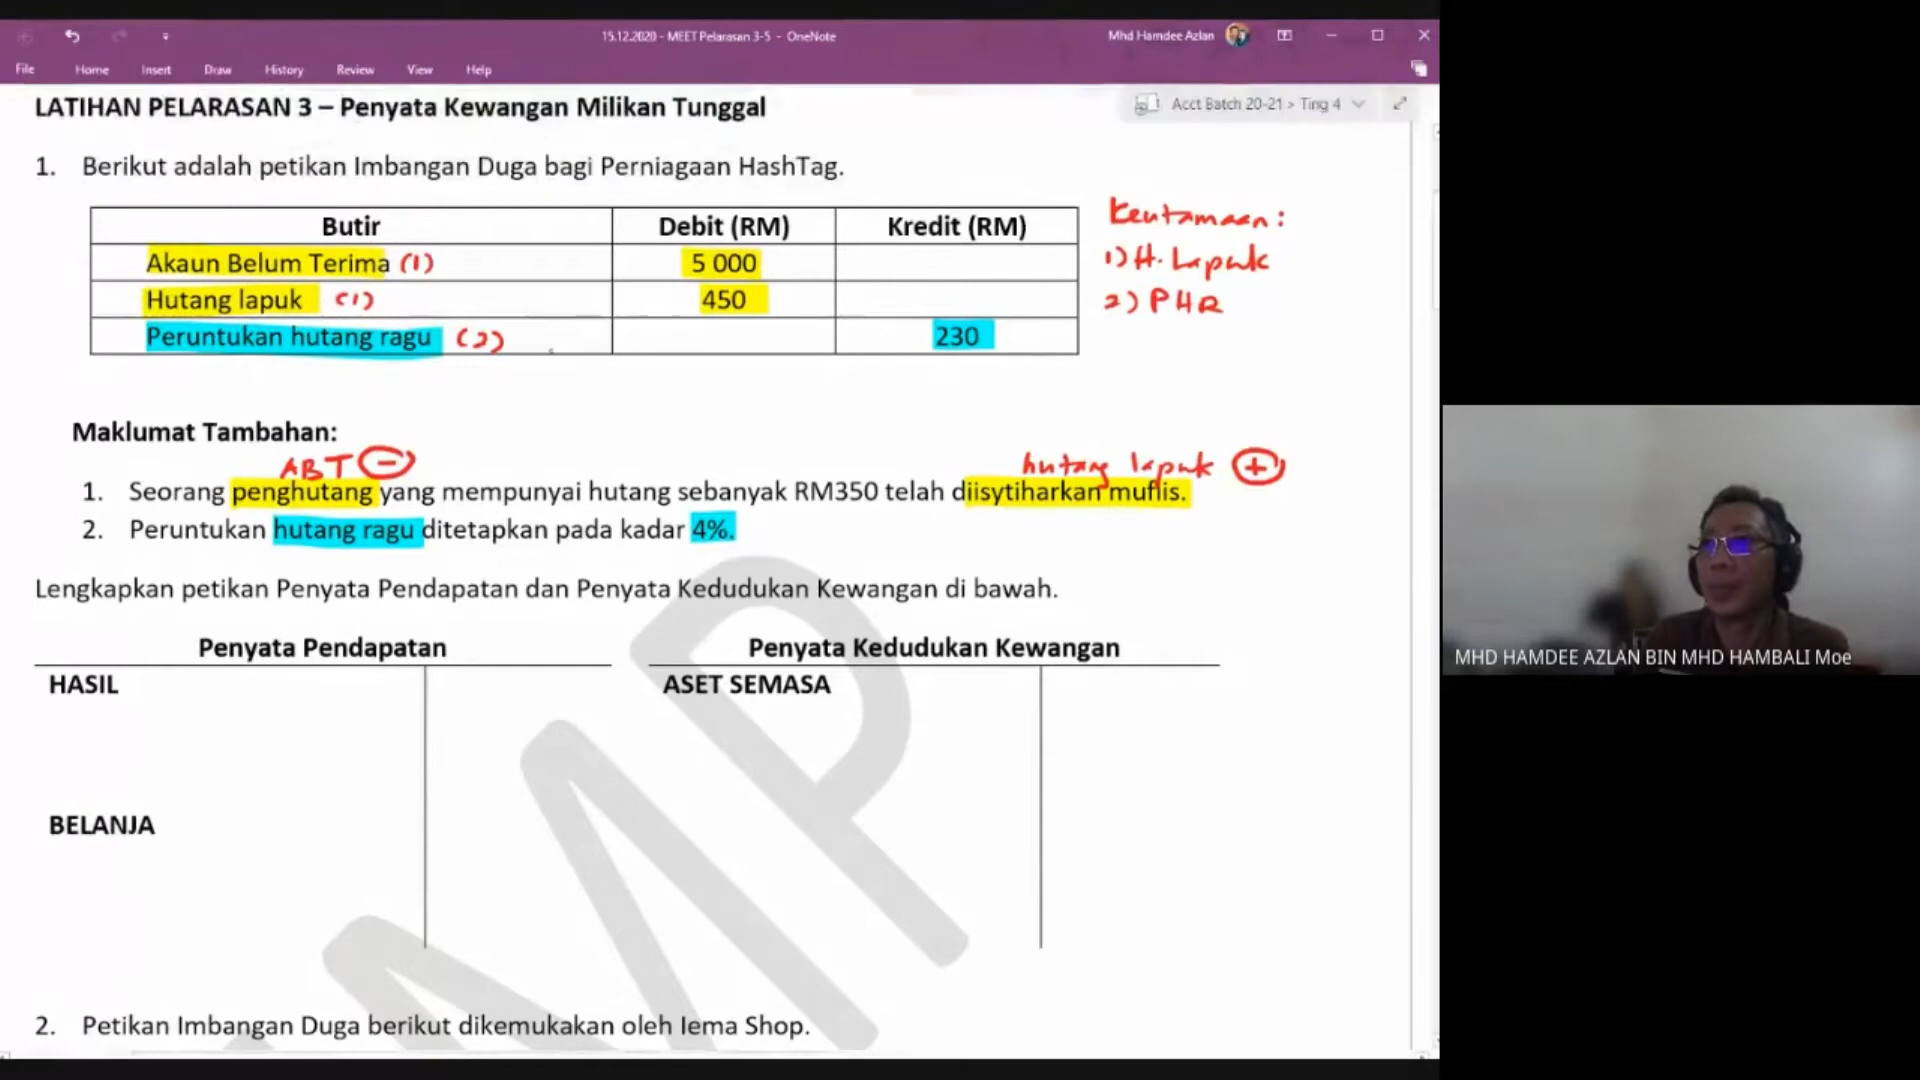 15.12.2020 - MEET Pelarasan 3-5 - OneNote
Mhd Hamdee Azlan
File Home Insert Draw History Review View Help
Acct Batch 20-21 > Ting 4
LATIHAN PELARASAN 3 – Penyata Kewangan Milikan Tunggal
1. Berikut adalah petikan Imbangan Duga bagi Perniagaan HashTag.
Butir Debit (RM) Kredit (RM)
Akaun Belum Terima (1) 5 000
Hutang lapuk (1) 450
Peruntukan hutang ragu (2) 230
Keutamaan:
1) H. Lapuk
2) PHR
Maklumat Tambahan:
ABT - hutang lapuk +
1. Seorang penghutang yang mempunyai hutang sebanyak RM350 telah diisytiharkan muflis.
2. Peruntukan hutang ragu ditetapkan pada kadar 4%.
Lengkapkan petikan Penyata Pendapatan dan Penyata Kedudukan Kewangan di bawah.
Penyata Pendapatan Penyata Kedudukan Kewangan
HASIL ASET SEMASA
BELANJA
2. Petikan Imbangan Duga berikut dikemukakan oleh Iema Shop.
MHD HAMDEE AZLAN BIN MHD HAMBALI Moe